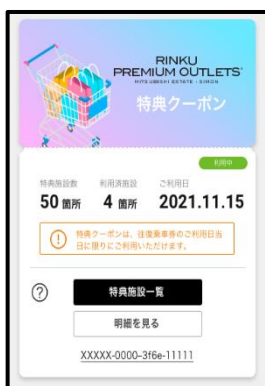 RINKU
PREMIUM OUTLETS®
MITSUBISHI ESTATE · SIMON
特典クーポン
利用中
特典施設数 利用済施設 ご利用日
50 箇所 4 箇所 2021.11.15
! 特典クーポンは、往復乗車券のご利用日当
日に限りご利用いただけます。
? 特典施設一覧
明細を見る
XXXXX-0000-3f6e-11111